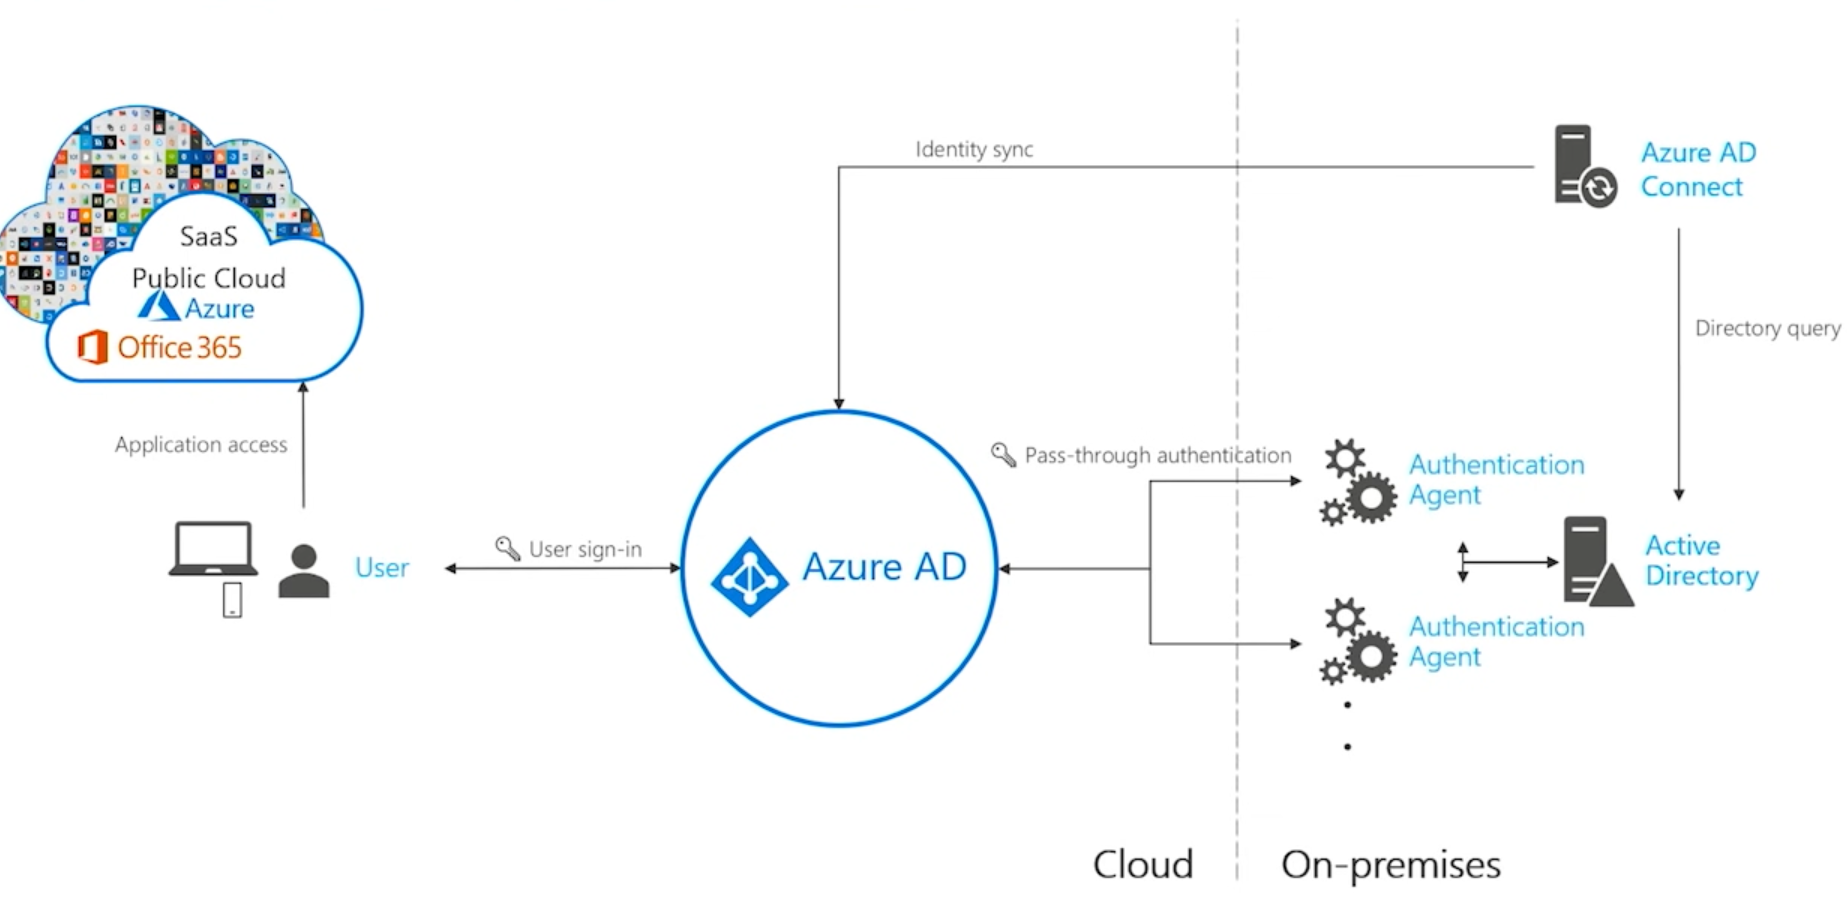 Identity sync
Azure AD
Connect
SaaS
Public Cloud
Azure
Office 365
Directory query
Application access
Pass-through authentication
Authentication
Agent
User sign-in
User
Azure AD
Active
Directory
Authentication
Agent
Cloud
On-premises